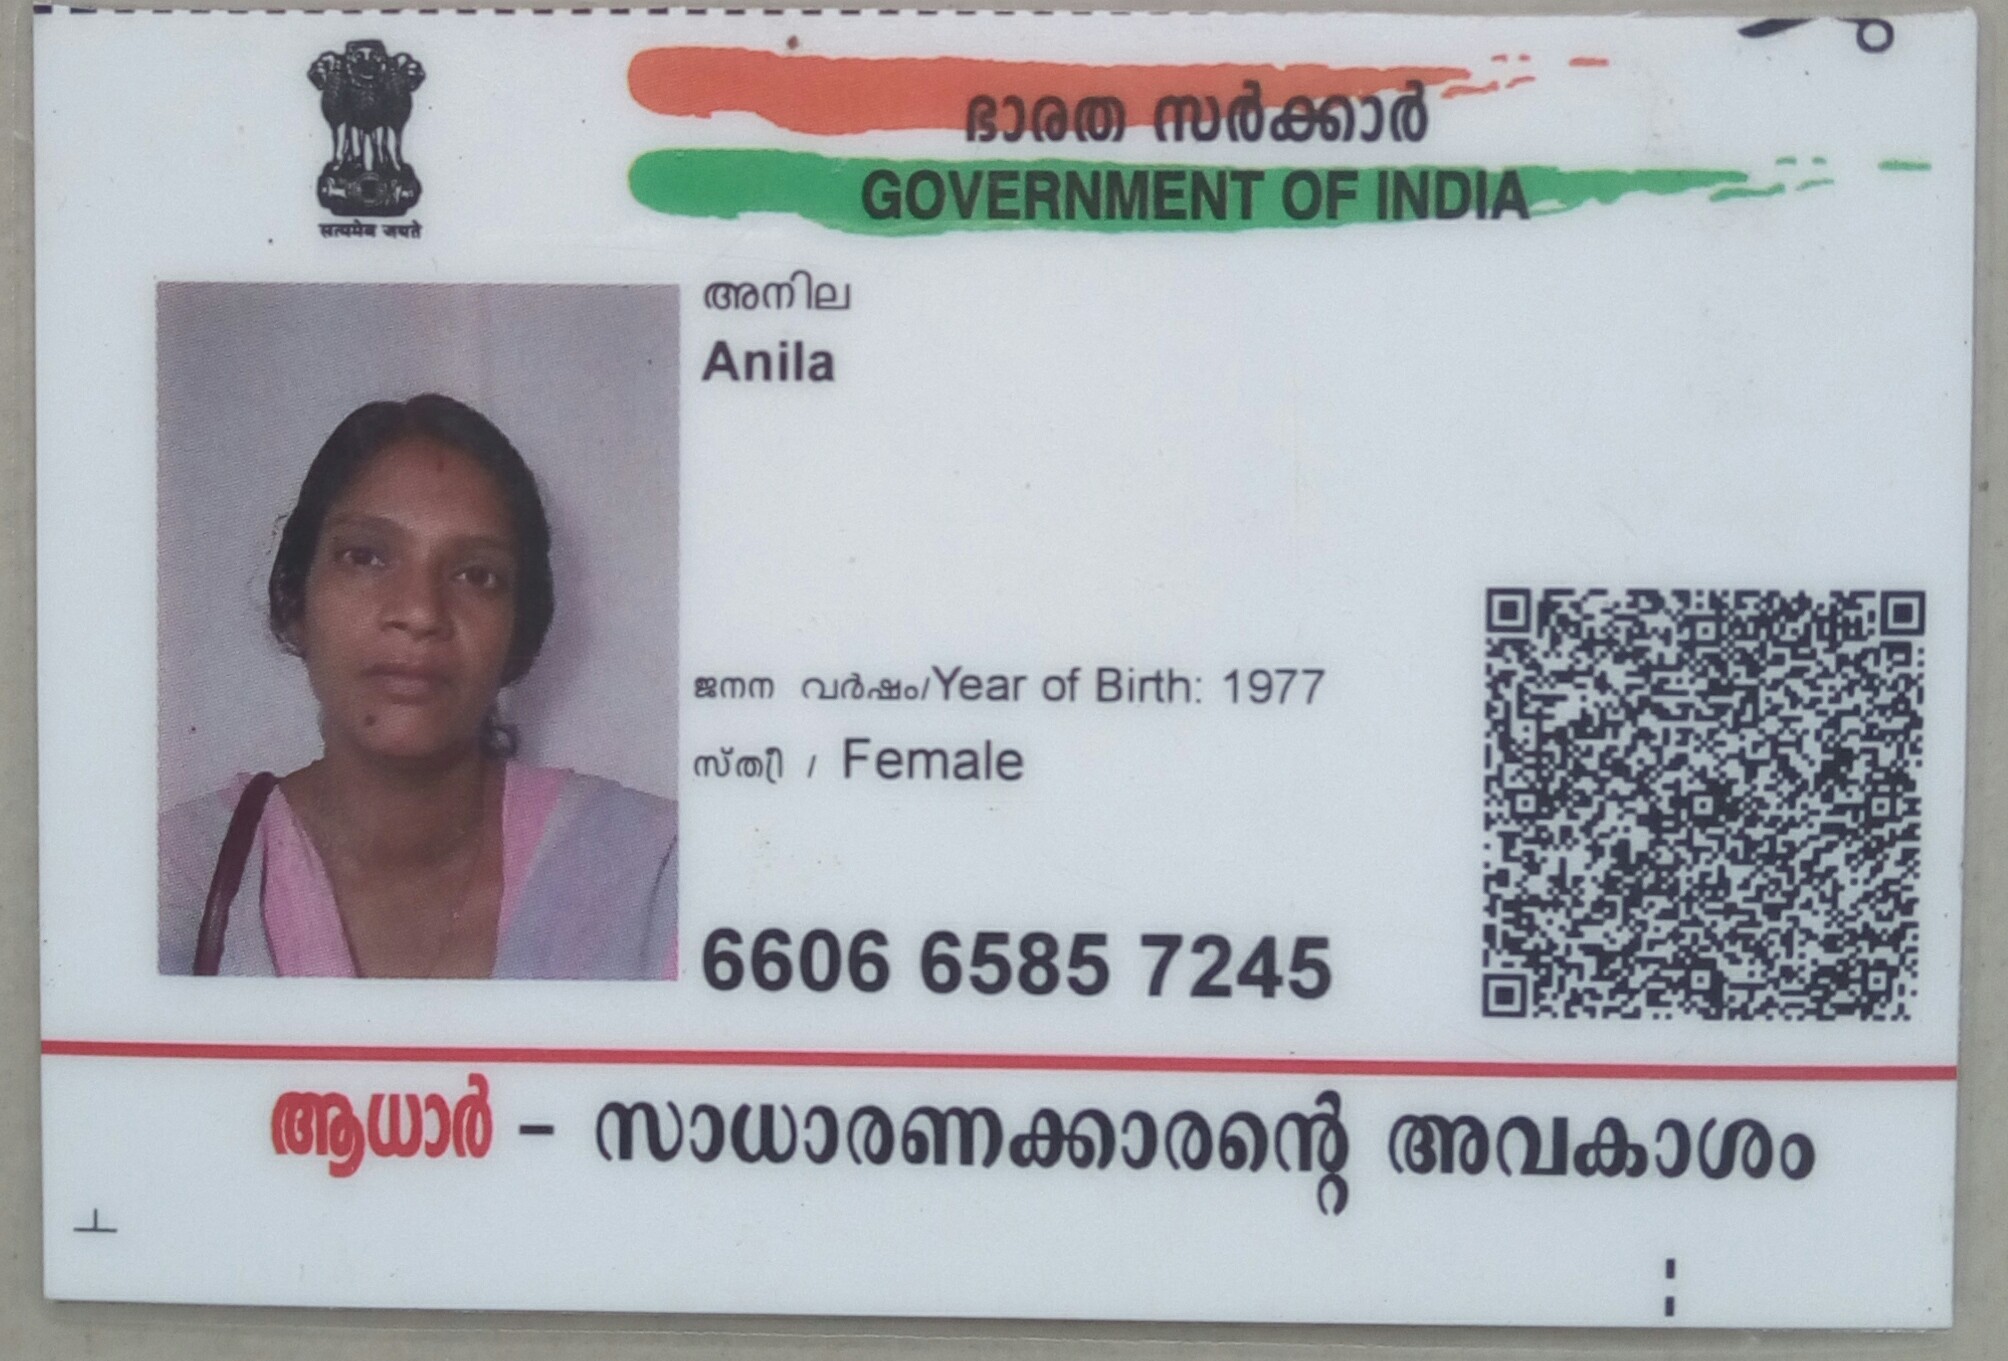 ഭാരത സർക്കാർ
GOVERNMENT OF INDIA
सत्यमेव जयते
അനില
Anila
ജനന വർഷം/Year of Birth: 1977
സ്ത്രീ / Female
6606 6585 7245
ആധാർ - സാധാരണക്കാരന്റെ അവകാശം